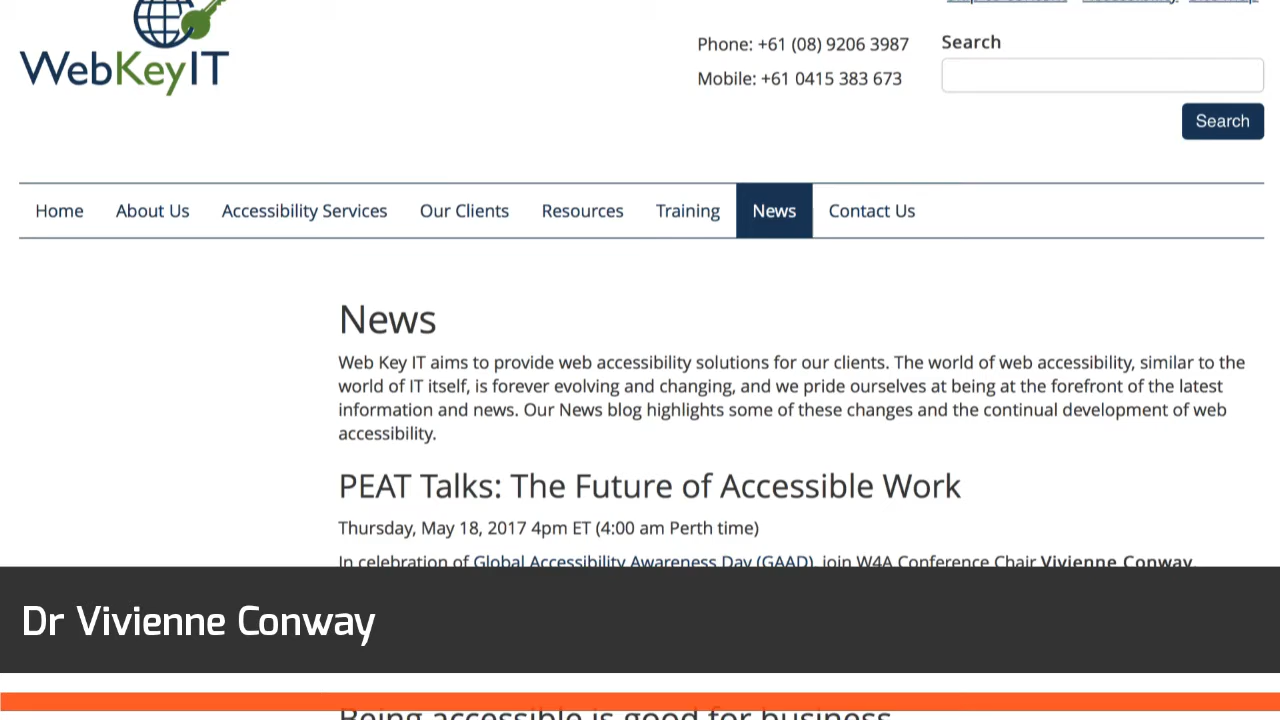 Skip to content Accessibility Site Map
WebKeyIT
Phone: +61 (08) 9206 3987
Search
Mobile: +61 0415 383 673
Search
Home About Us Accessibility Services Our Clients Resources Training News Contact Us
News
Web Key IT aims to provide web accessibility solutions for our clients. The world of web accessibility, similar to the
world of IT itself, is forever evolving and changing, and we pride ourselves at being at the forefront of the latest
information and news. Our News blog highlights some of these changes and the continual development of web
accessibility.
PEAT Talks: The Future of Accessible Work
Thursday, May 18, 2017 4pm ET (4:00 am Perth time)
In celebration of Global Accessibility Awareness Day (GAAD), join W4A Conference Chair Vivienne Conway,
Dr Vivienne Conway
Being accessible is good for business